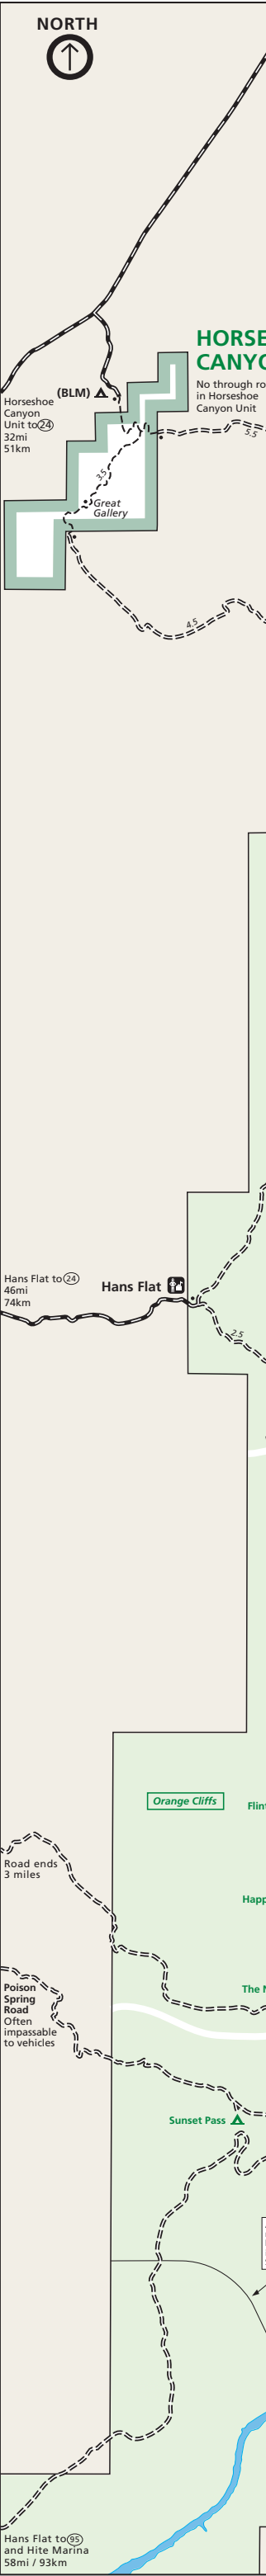 NORTH
HORSE
CANYO
No through ro
in Horseshoe
Canyon Unit
(BLM)
Horseshoe
Canyon
Unit to 24
32mi
51km
5.5
3.5
Great
Gallery
4.5
Hans Flat to 24
46mi
74km
Hans Flat
2.5
Orange Cliffs
Flin
Happ
Road ends
3 miles
The M
Poison
Spring
Road
Often
impassable
to vehicles
Sunset Pass
Hans Flat to 95
and Hite Marina
58mi / 93km